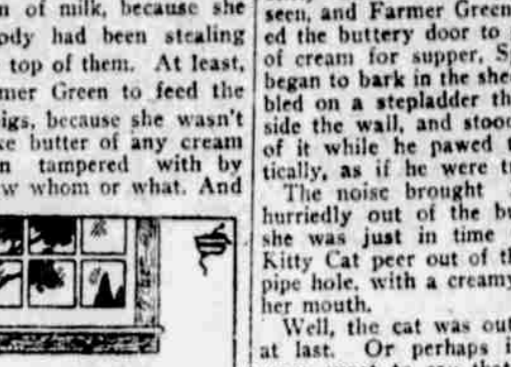 of milk, because she
ody had been stealing
top of them. At least,
mer Green to feed the
igs, because she wasn't
ke butter of any cream
n tampered with by
w whom or what. And
seen, and Farmer Green
ed the buttery door to
of cream for supper, S
began to bark in the she
bled on a stepladder th
side the wall, and stood
of it while he pawed
tically, as if he were t
The noise brought
hurriedly out of the bu
she was just in time
Kitty Cat peer out of th
pipe hole, with a creamy
her mouth.
Well, the cat was out
at last. Or perhaps i